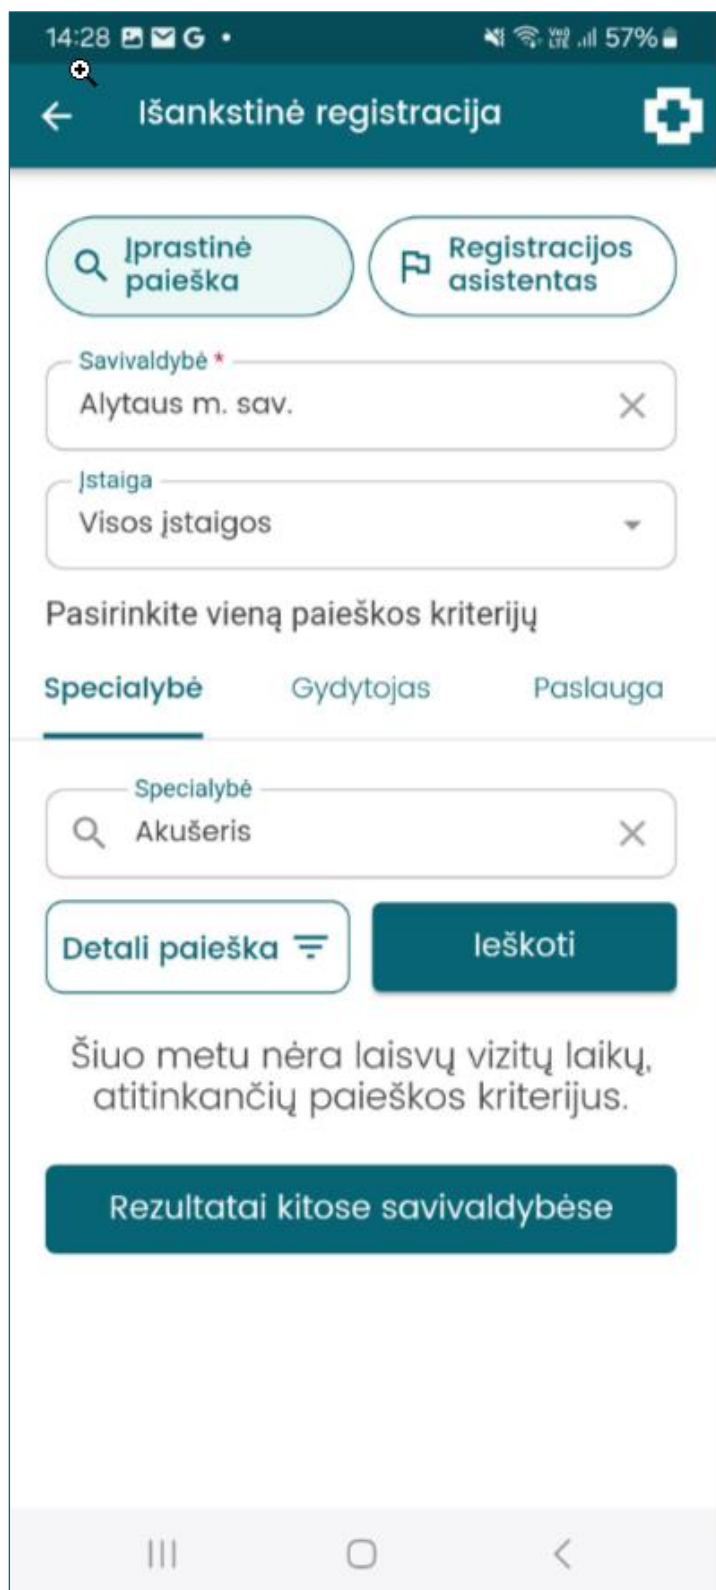 14:28 G 57%
Išankstinė registracija
Įprastinė
paieška
Registracijos
asistentas
Savivaldybė *
Alytaus m. sav.
Įstaiga
Visos įstaigos
Pasirinkite vieną paieškos kriterijų
Specialybė Gydytojas Paslauga
Specialybė
Akušeris
Detali paieška Ieškoti
Šiuo metu nėra laisvų vizitų laikų,
atitinkančių paieškos kriterijus.
Rezultatai kitose savivaldybėse